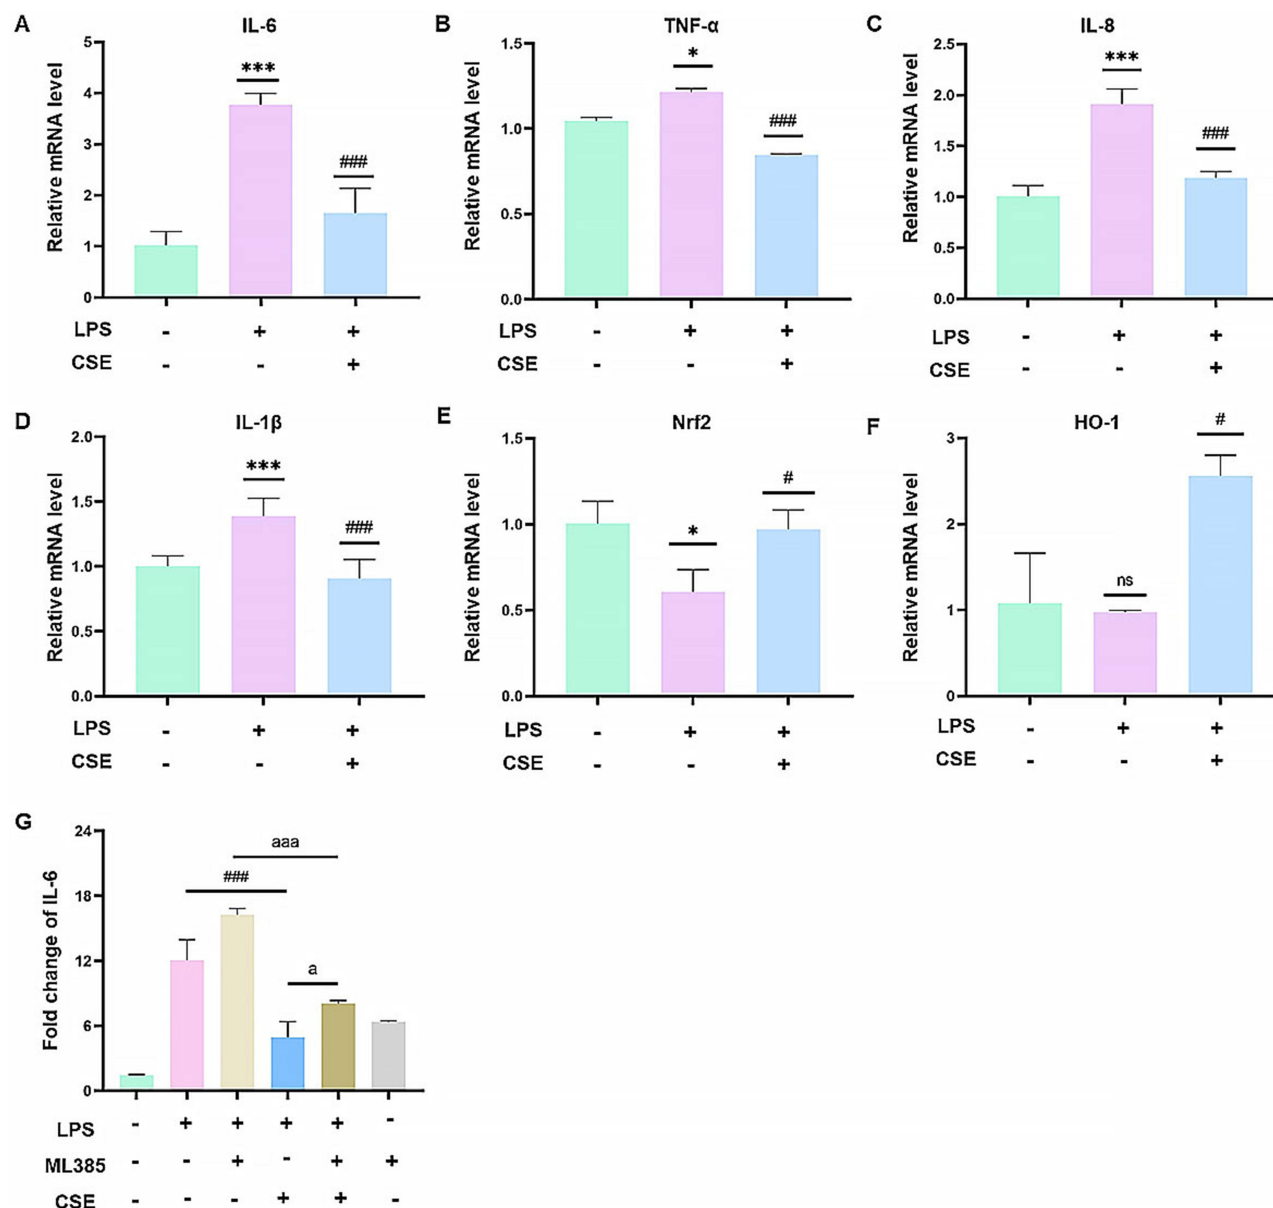 A
IL-6
Relative mRNA level
5
4
3
2
1
0
***
###
LPS - + +
CSE - - +
B
TNF-α
Relative mRNA level
1.5
1.0
0.5
0.0
*
###
LPS - + +
CSE - - +
C
IL-8
Relative mRNA level
2.5
2.0
1.5
1.0
0.5
0.0
***
###
LPS - + +
CSE - - +
D
IL-1β
Relative mRNA level
2.0
1.5
1.0
0.5
0.0
***
###
LPS - + +
CSE - - +
E
Nrf2
Relative mRNA level
1.5
1.0
0.5
0.0
*
#
LPS - + +
CSE - - +
F
HO-1
Relative mRNA level
3
2
1
0
ns
#
LPS - + +
CSE - - +
G
Fold change of IL-6
24
18
12
6
0
aaa
###
a
LPS - + + + + -
ML385 - - + - + +
CSE - - - + + -